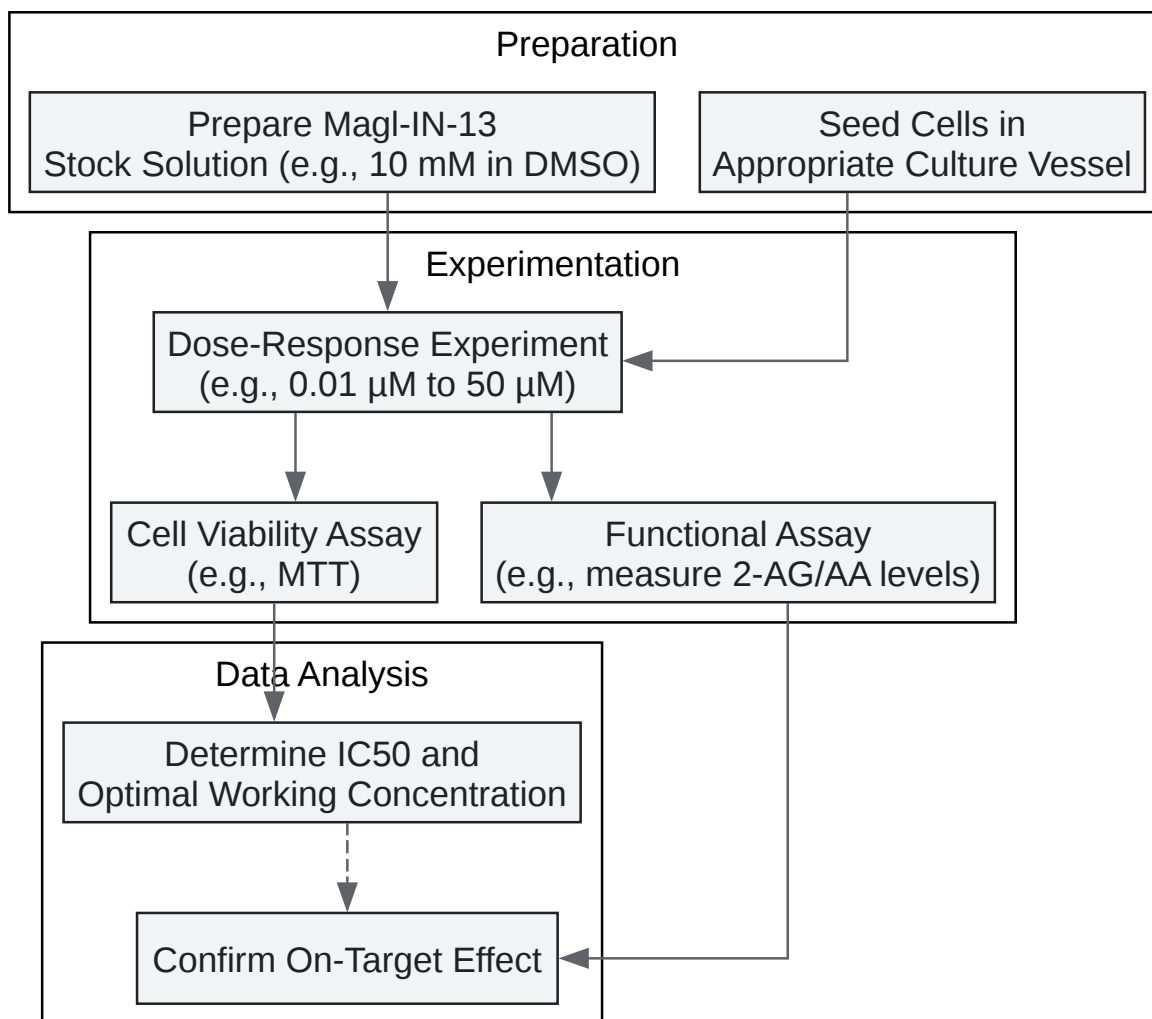 Preparation
Prepare Magl-IN-13
Stock Solution (e.g., 10 mM in DMSO)
Seed Cells in
Appropriate Culture Vessel
Experimentation
Dose-Response Experiment
(e.g., 0.01 µM to 50 µM)
Cell Viability Assay
(e.g., MTT)
Functional Assay
(e.g., measure 2-AG/AA levels)
Data Analysis
Determine IC50 and
Optimal Working Concentration
Confirm On-Target Effect